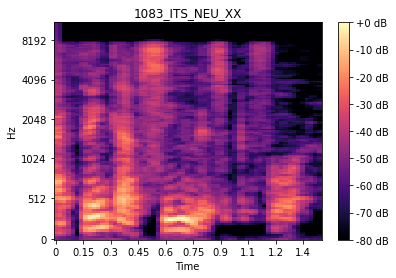 1083_ITS_NEU_XX
8192
4096
2048
1024
512
0
Hz
0 0.15 0.3 0.45 0.6 0.75 0.9 1 1.2 1.4
Time
+0 dB
-10 dB
-20 dB
-30 dB
-40 dB
-50 dB
-60 dB
-70 dB
-80 dB